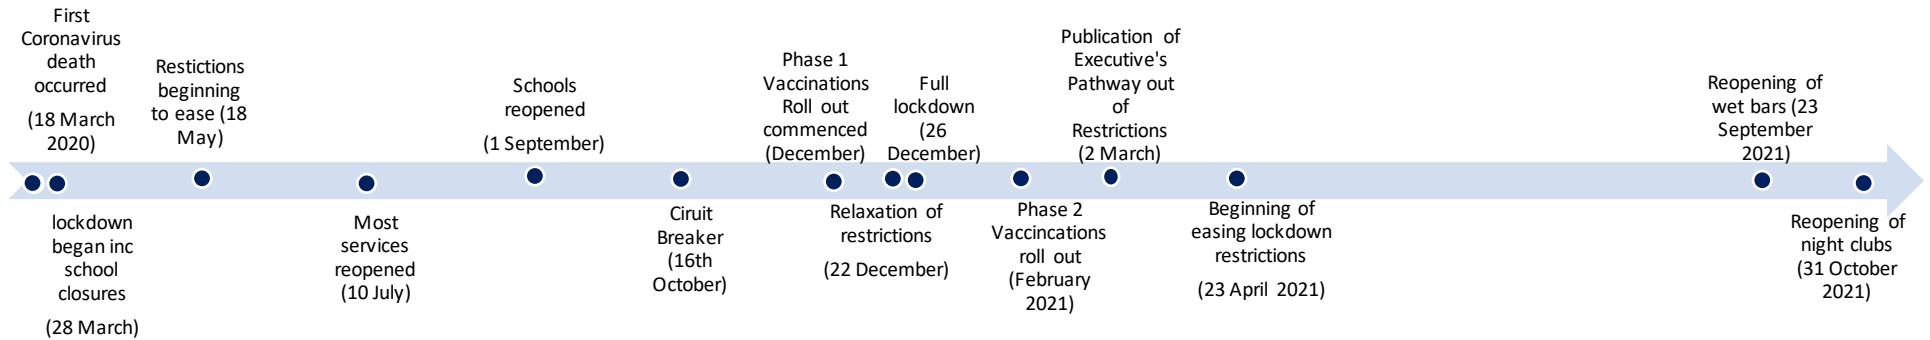 First
Coronavirus
death
occurred
(18 March
2020)
lockdown
began inc
school
closures
(28 March)
Restictions
beginning
to ease (18
May)
Most
services
reopened
(10 July)
Schools
reopened
(1 September)
Ciruit
Breaker
(16th
October)
Phase 1
Vaccinations
Roll out
commenced
(December)
Relaxation of
restrictions
(22 December)
Full
lockdown
(26
December)
Phase 2
Vaccincations
roll out
(February
2021)
Publication of
Executive's
Pathway out
of
Restrictions
(2 March)
Beginning of
easing lockdown
restrictions
(23 April 2021)
Reopening of
wet bars (23
September
2021)
Reopening of
night clubs
(31 October
2021)